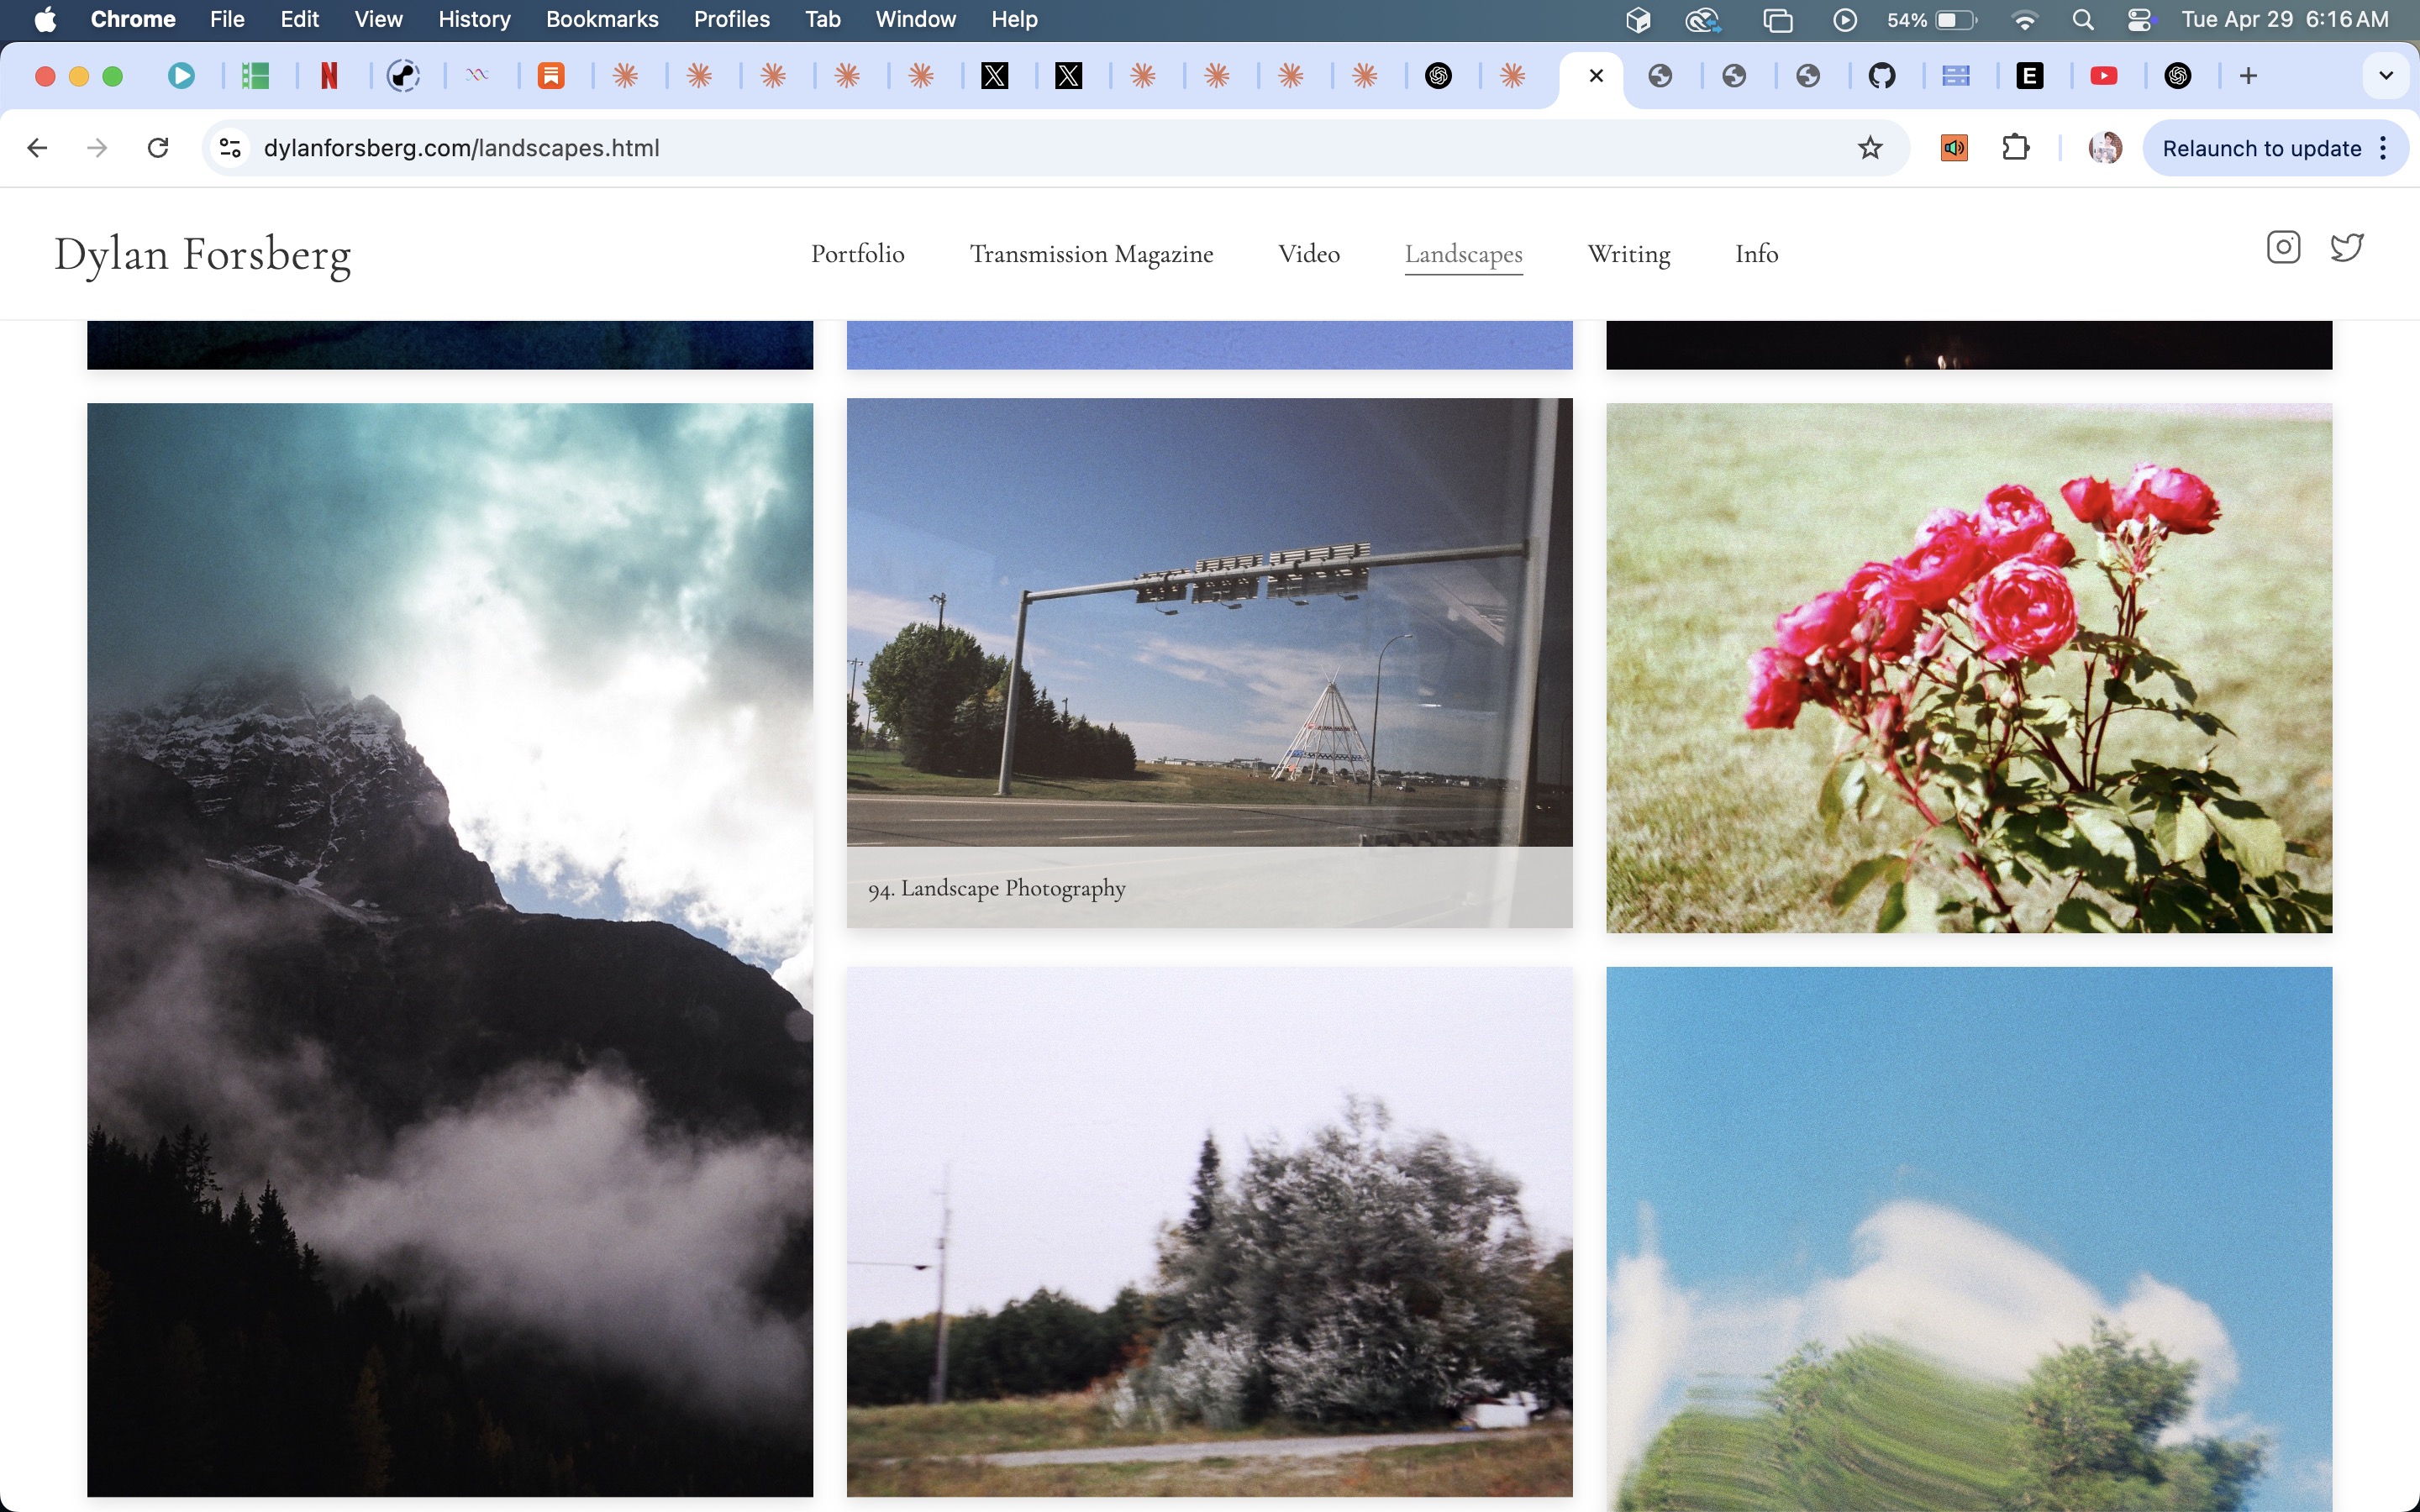 Chrome File Edit View History Bookmarks Profiles Tab Window Help 54% Tue Apr 29 6:16 AM
dylanforsberg.com/landscapes.html Relaunch to update
Dylan Forsberg Portfolio Transmission Magazine Video Landscapes Writing Info
94. Landscape Photography